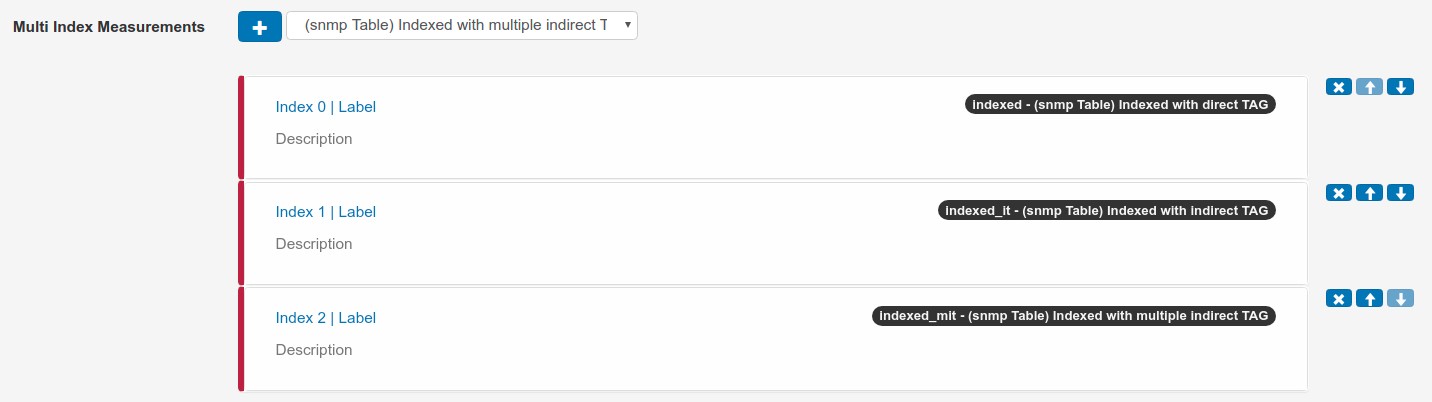 Multi Index Measurements
(snmp Table) Indexed with multiple indirect T
Index 0 | Label
indexed - (snmp Table) Indexed with direct TAG
Description
Index 1 | Label
indexed_it - (snmp Table) Indexed with indirect TAG
Description
Index 2 | Label
indexed_mit - (snmp Table) Indexed with multiple indirect TAG
Description